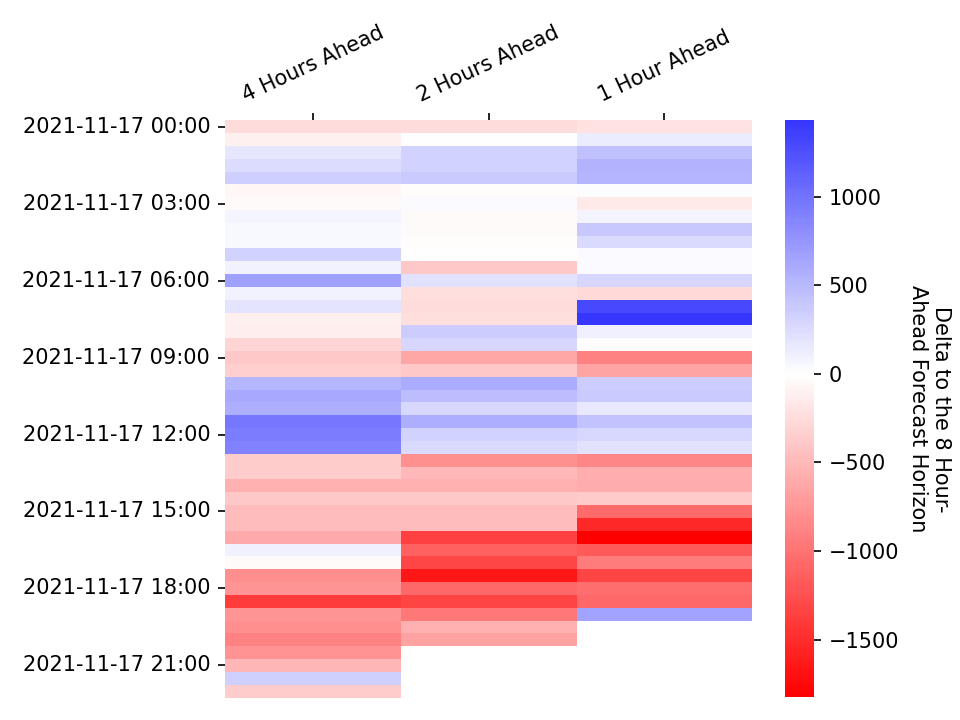 4 Hours Ahead
2 Hours Ahead
1 Hour Ahead
2021-11-17 00:00
2021-11-17 03:00
2021-11-17 06:00
2021-11-17 09:00
2021-11-17 12:00
2021-11-17 15:00
2021-11-17 18:00
2021-11-17 21:00
1000
500
0
−500
−1000
−1500
Delta to the 8 Hour-
Ahead Forecast Horizon